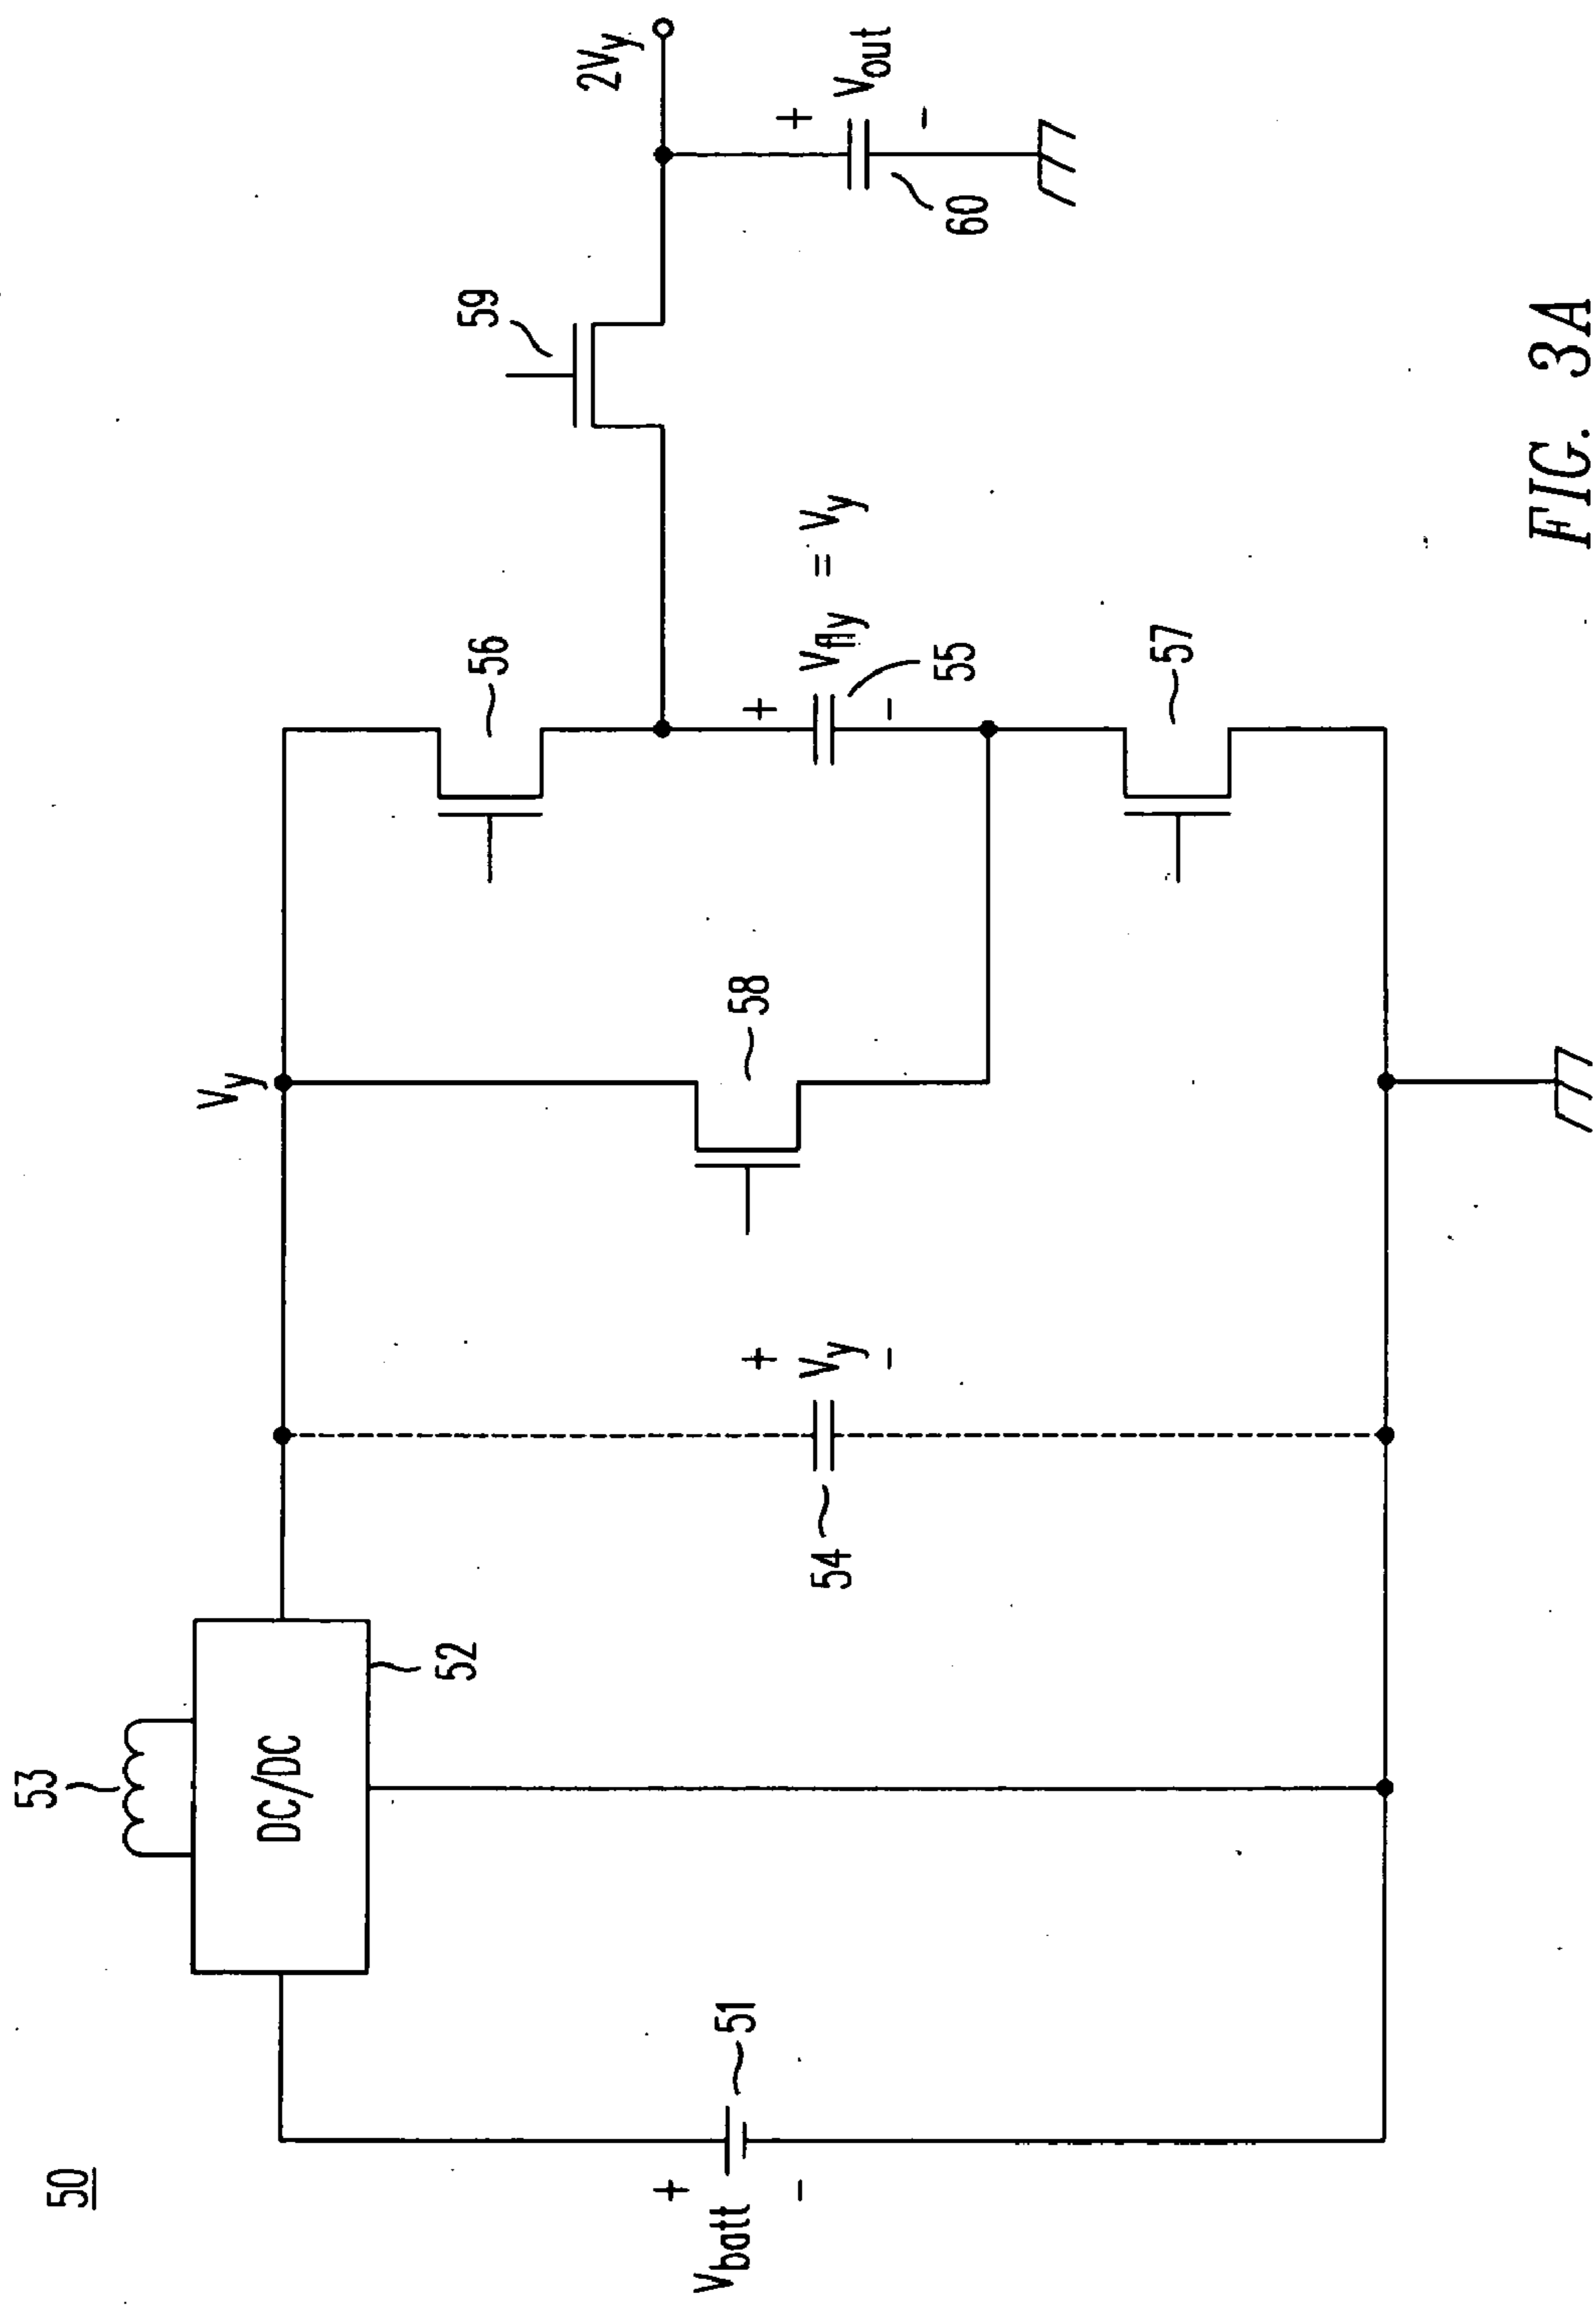 50
53
DC/DC
52
Vy
56
59
2Vy
58
+
Vbatt
-
51
54
+
Vy
-
+
Vfly = Vy
-
55
57
+
Vout
-
60
FIG. 3A